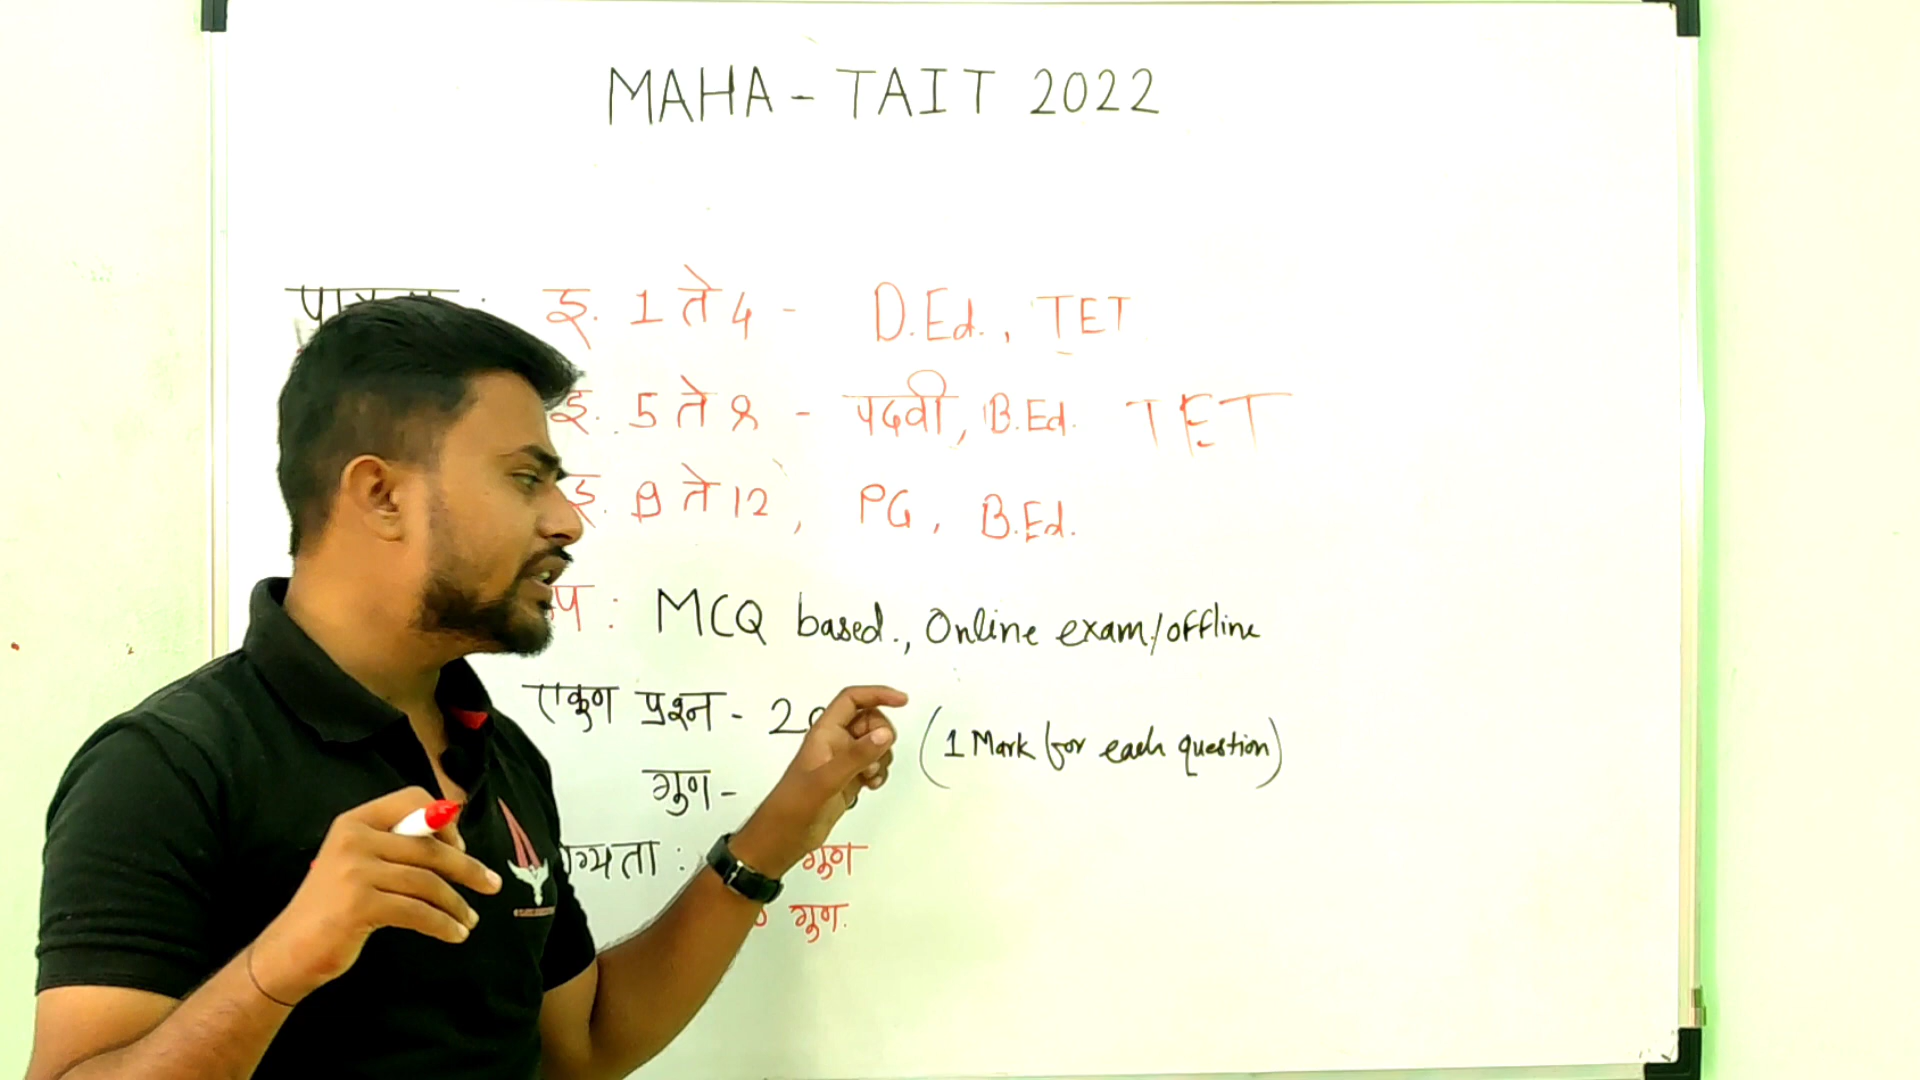 MAHA - TAIT 2022
इ. 1 ते 4 - D.Ed., TET
इ. 5 ते 8 - पदवी, B.Ed. TET
इ. 9 ते 12, PG, B.Ed.
: MCQ based., Online exam/offline
एकुण प्रश्न -
(1 Mark for each question)
गुण -
गुण
गुण.